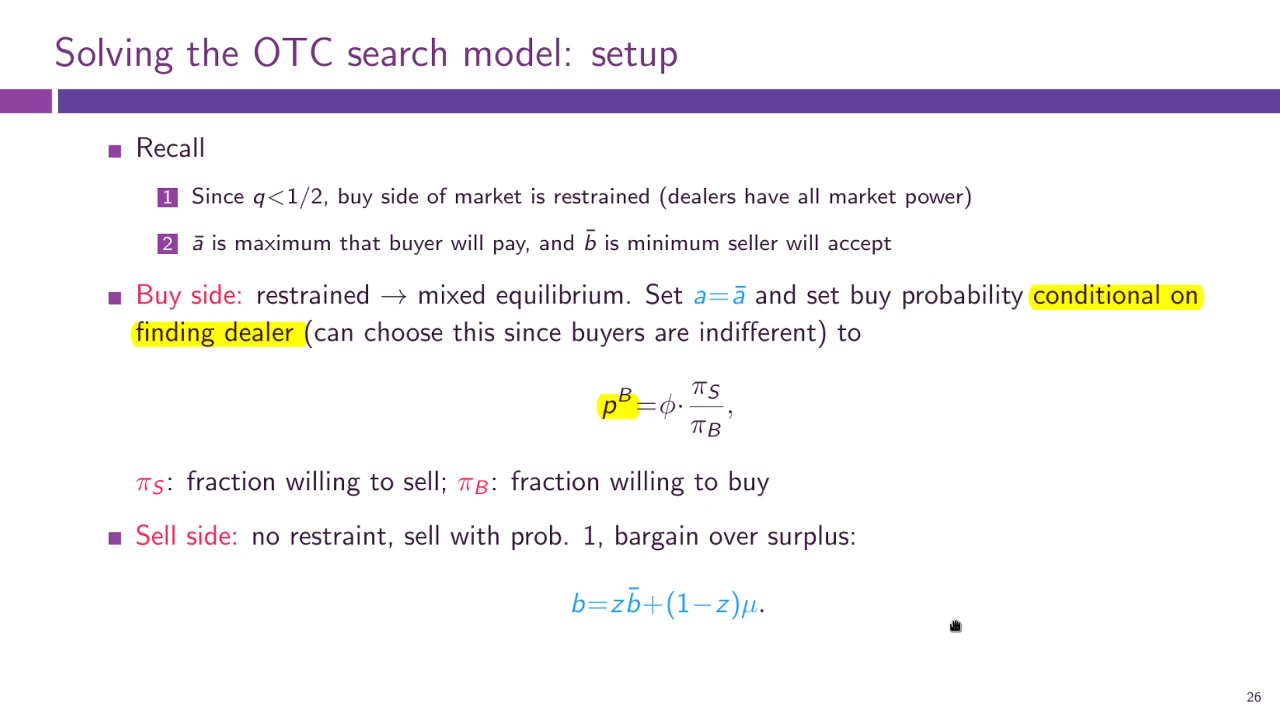 Solving the OTC search model: setup
Recall
1 Since q<1/2, buy side of market is restrained (dealers have all market power)
2 ā is maximum that buyer will pay, and b̄ is minimum seller will accept
Buy side: restrained → mixed equilibrium. Set a=ā and set buy probability conditional on
finding dealer (can choose this since buyers are indifferent) to
p^B=φ·π_S/π_B,
π_S: fraction willing to sell; π_B: fraction willing to buy
Sell side: no restraint, sell with prob. 1, bargain over surplus:
b=zb̄+(1−z)μ.
26